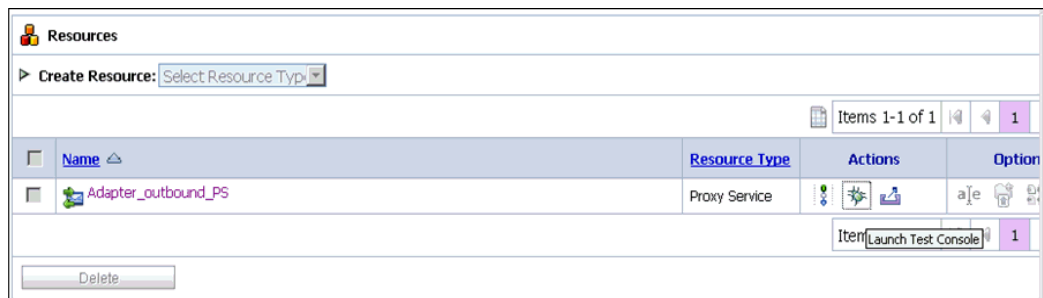 Resources
Create Resource: Select Resource Typ
Items 1-1 of 1 1
Name Resource Type Actions Option
Adapter_outbound_PS Proxy Service
Launch Test Console 1
Delete